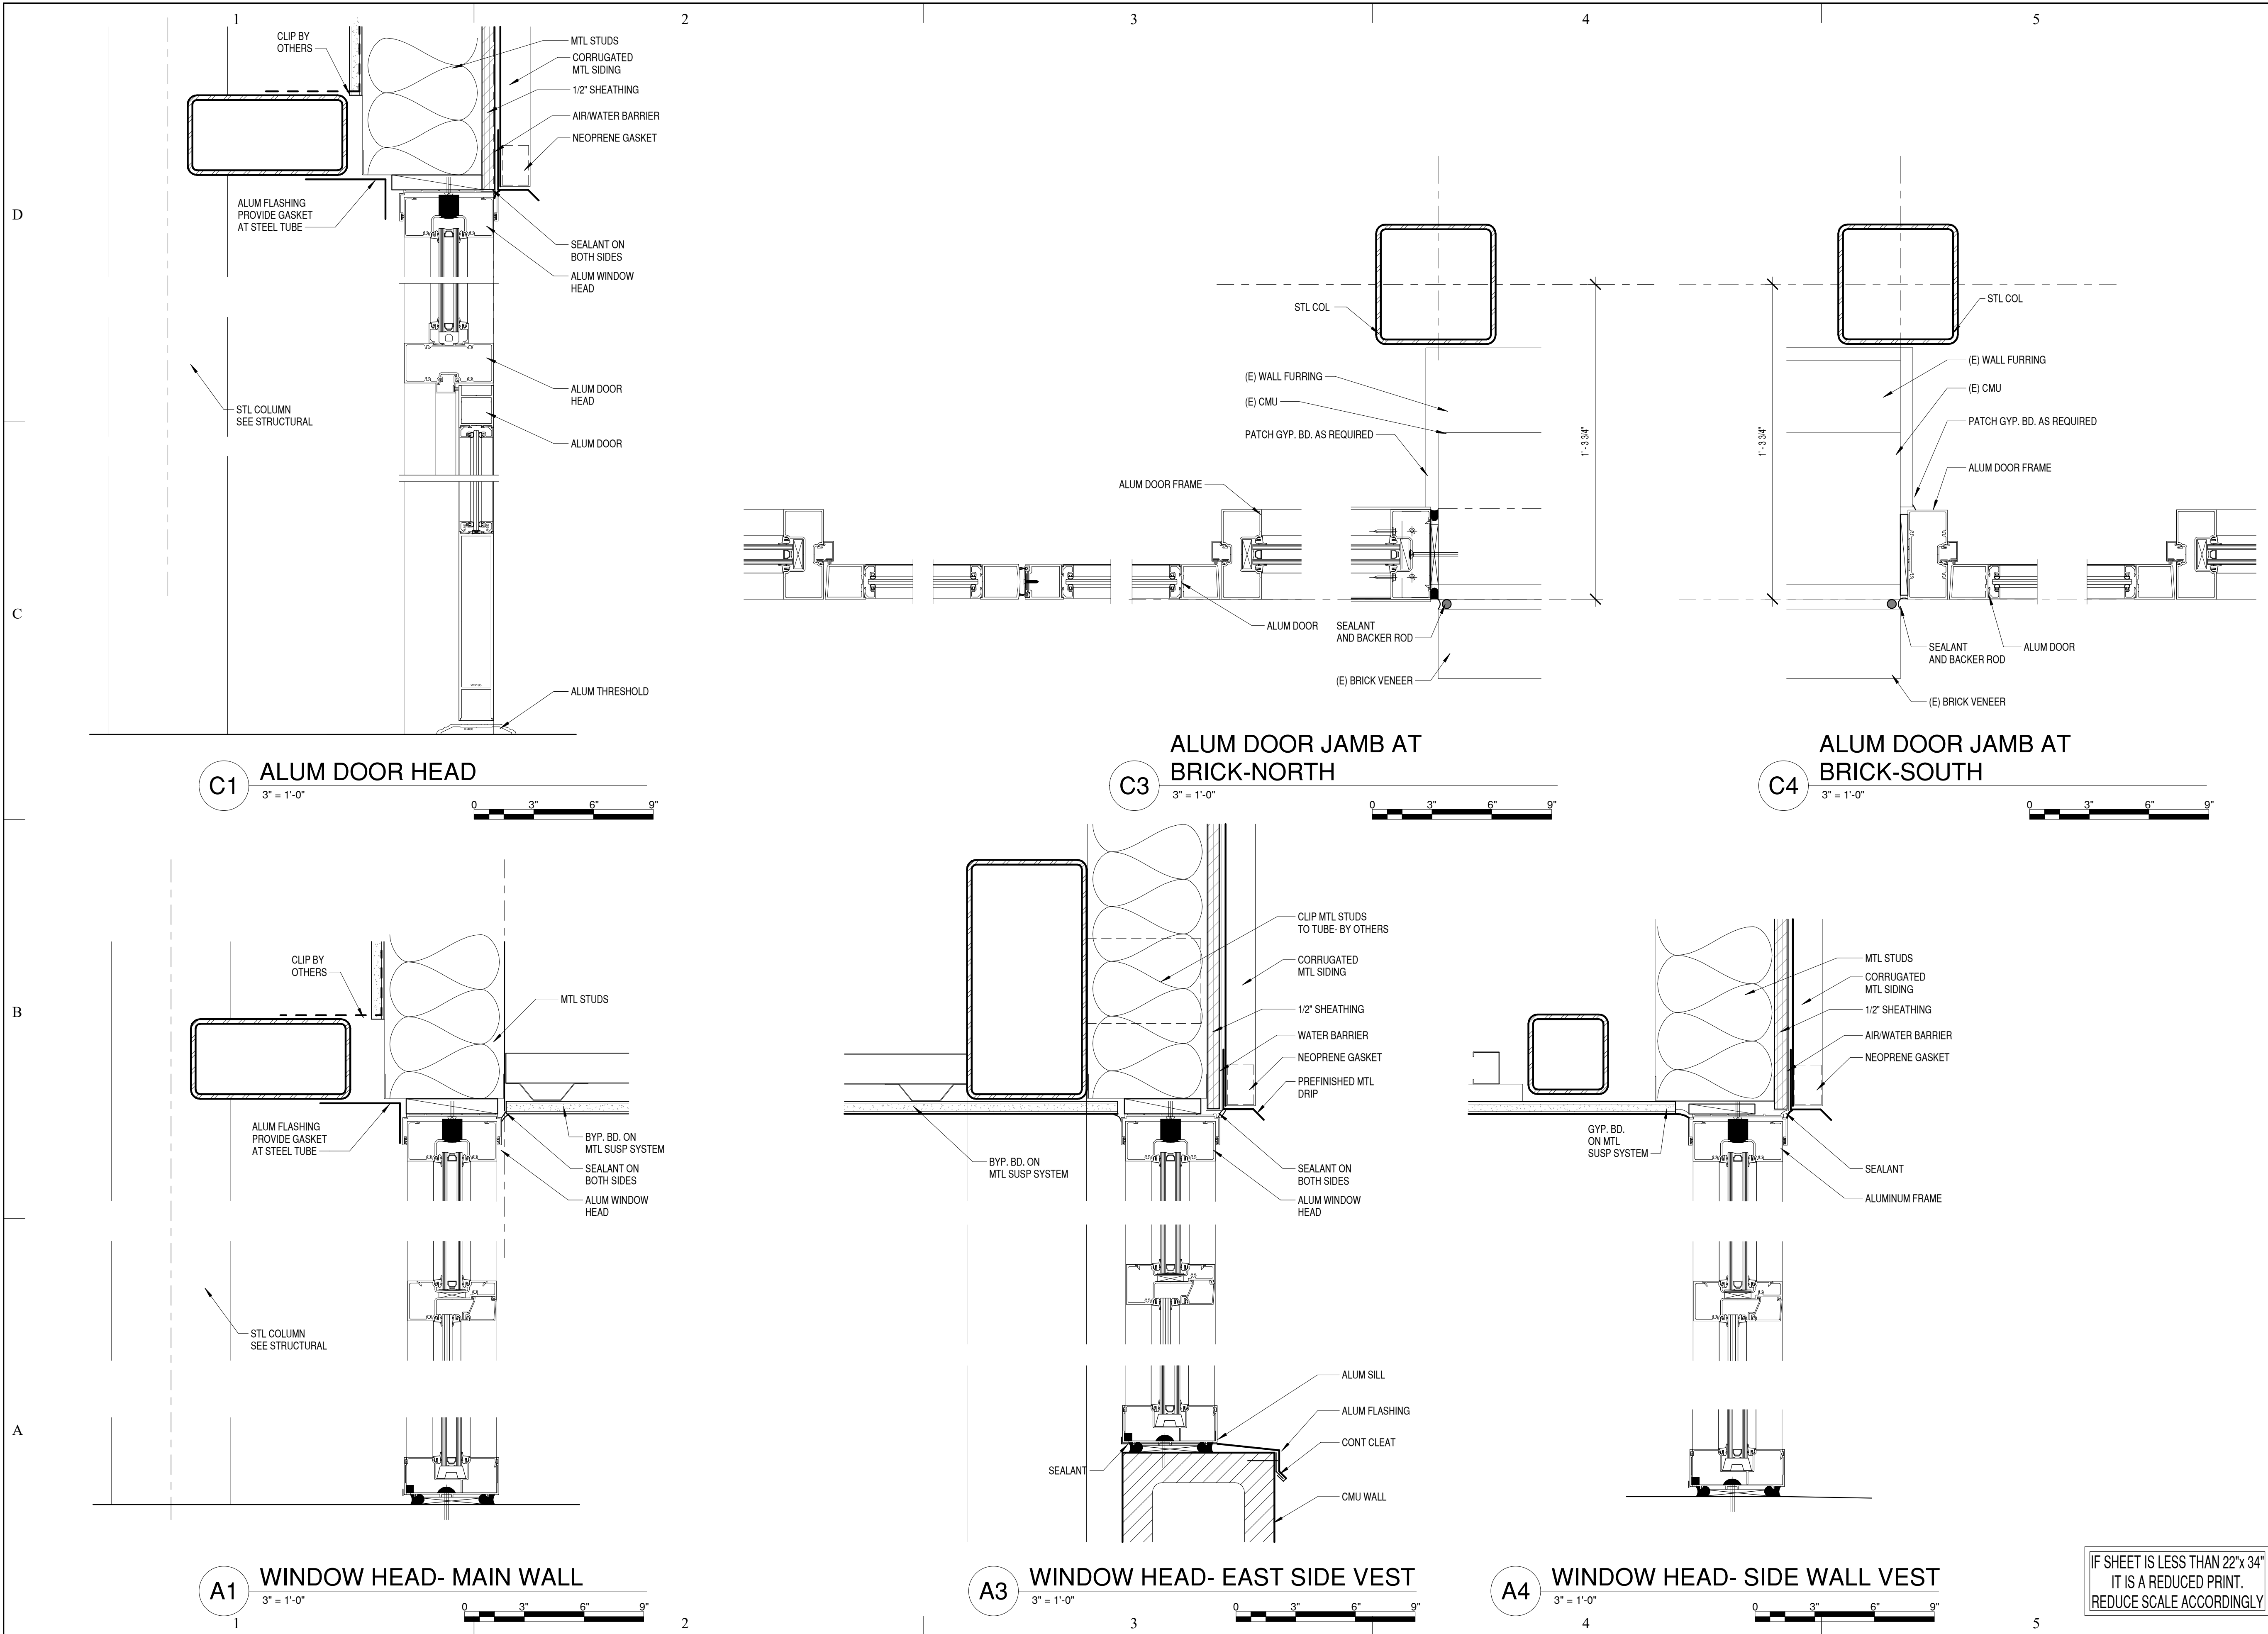 1
2
3
4
5
D
C
B
A
CLIP BY
OTHERS
MTL STUDS
CORRUGATED
MTL SIDING
1/2" SHEATHING
AIR/WATER BARRIER
NEOPRENE GASKET
ALUM FLASHING
PROVIDE GASKET
AT STEEL TUBE
SEALANT ON
BOTH SIDES
ALUM WINDOW
HEAD
STL COLUMN
SEE STRUCTURAL
ALUM DOOR
HEAD
ALUM DOOR
ALUM THRESHOLD
C1
ALUM DOOR HEAD
3" = 1'-0"
0 3" 6" 9"
STL COL
(E) WALL FURRING
(E) CMU
PATCH GYP. BD. AS REQUIRED
ALUM DOOR FRAME
1" - 3 3/4"
ALUM DOOR
SEALANT
AND BACKER ROD
(E) BRICK VENEER
C3
ALUM DOOR JAMB AT
BRICK-NORTH
3" = 1'-0"
0 3" 6" 9"
STL COL
(E) WALL FURRING
(E) CMU
PATCH GYP. BD. AS REQUIRED
ALUM DOOR FRAME
1" - 3 3/4"
SEALANT
AND BACKER ROD
ALUM DOOR
(E) BRICK VENEER
C4
ALUM DOOR JAMB AT
BRICK-SOUTH
3" = 1'-0"
0 3" 6" 9"
CLIP BY
OTHERS
MTL STUDS
ALUM FLASHING
PROVIDE GASKET
AT STEEL TUBE
BYP. BD. ON
MTL SUSP SYSTEM
SEALANT ON
BOTH SIDES
ALUM WINDOW
HEAD
STL COLUMN
SEE STRUCTURAL
A1
WINDOW HEAD- MAIN WALL
3" = 1'-0"
0 3" 6" 9"
CLIP MTL STUDS
TO TUBE- BY OTHERS
CORRUGATED
MTL SIDING
1/2" SHEATHING
WATER BARRIER
NEOPRENE GASKET
PREFINISHED MTL
DRIP
BYP. BD. ON
MTL SUSP SYSTEM
SEALANT ON
BOTH SIDES
ALUM WINDOW
HEAD
ALUM SILL
ALUM FLASHING
CONT CLEAT
SEALANT
CMU WALL
A3
WINDOW HEAD- EAST SIDE VEST
3" = 1'-0"
0 3" 6" 9"
MTL STUDS
CORRUGATED
MTL SIDING
1/2" SHEATHING
AIR/WATER BARRIER
NEOPRENE GASKET
GYP. BD.
ON MTL
SUSP SYSTEM
SEALANT
ALUMINUM FRAME
A4
WINDOW HEAD- SIDE WALL VEST
3" = 1'-0"
0 3" 6" 9"
IF SHEET IS LESS THAN 22"x 34"
IT IS A REDUCED PRINT.
REDUCE SCALE ACCORDINGLY
1
2
3
4
5